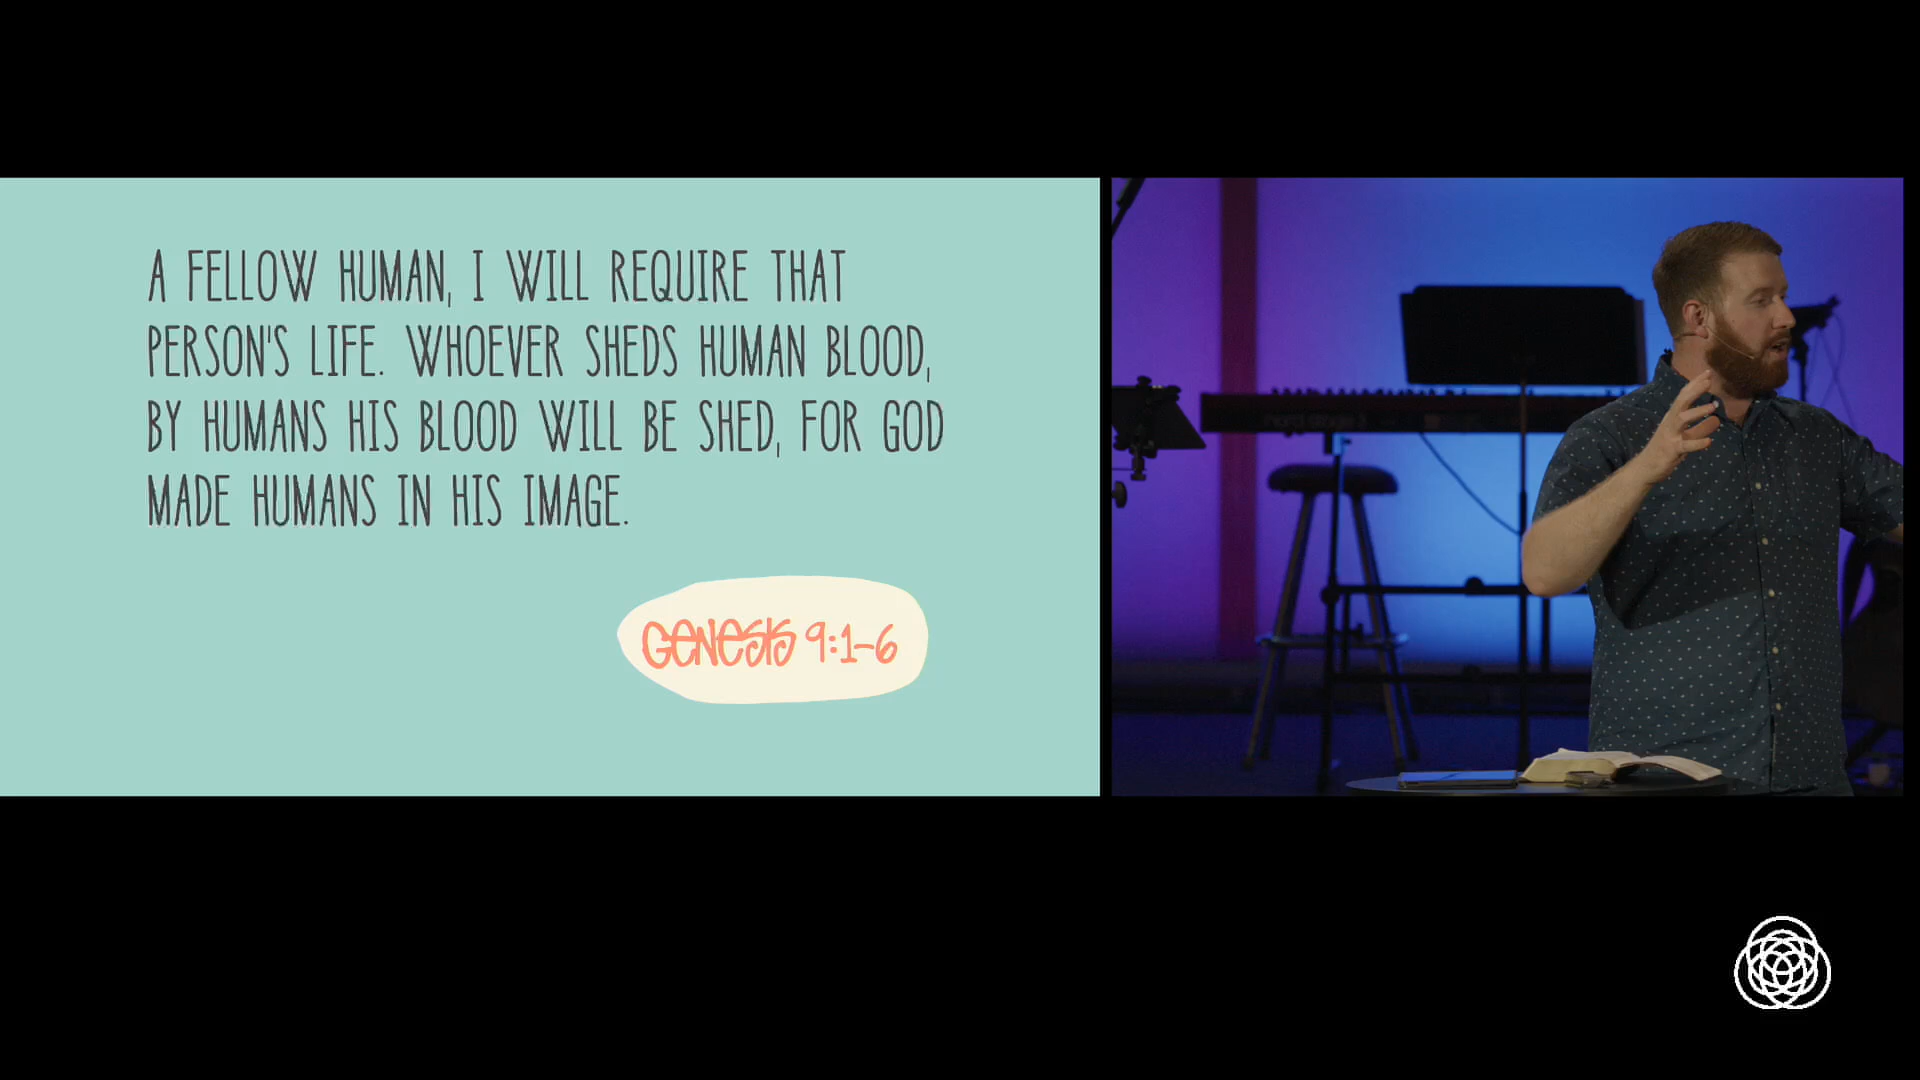 A FELLOW HUMAN, I WILL REQUIRE THAT
PERSON'S LIFE. WHOEVER SHEDS HUMAN BLOOD,
BY HUMANS HIS BLOOD WILL BE SHED, FOR GOD
MADE HUMANS IN HIS IMAGE.
GENESIS 9:1-6